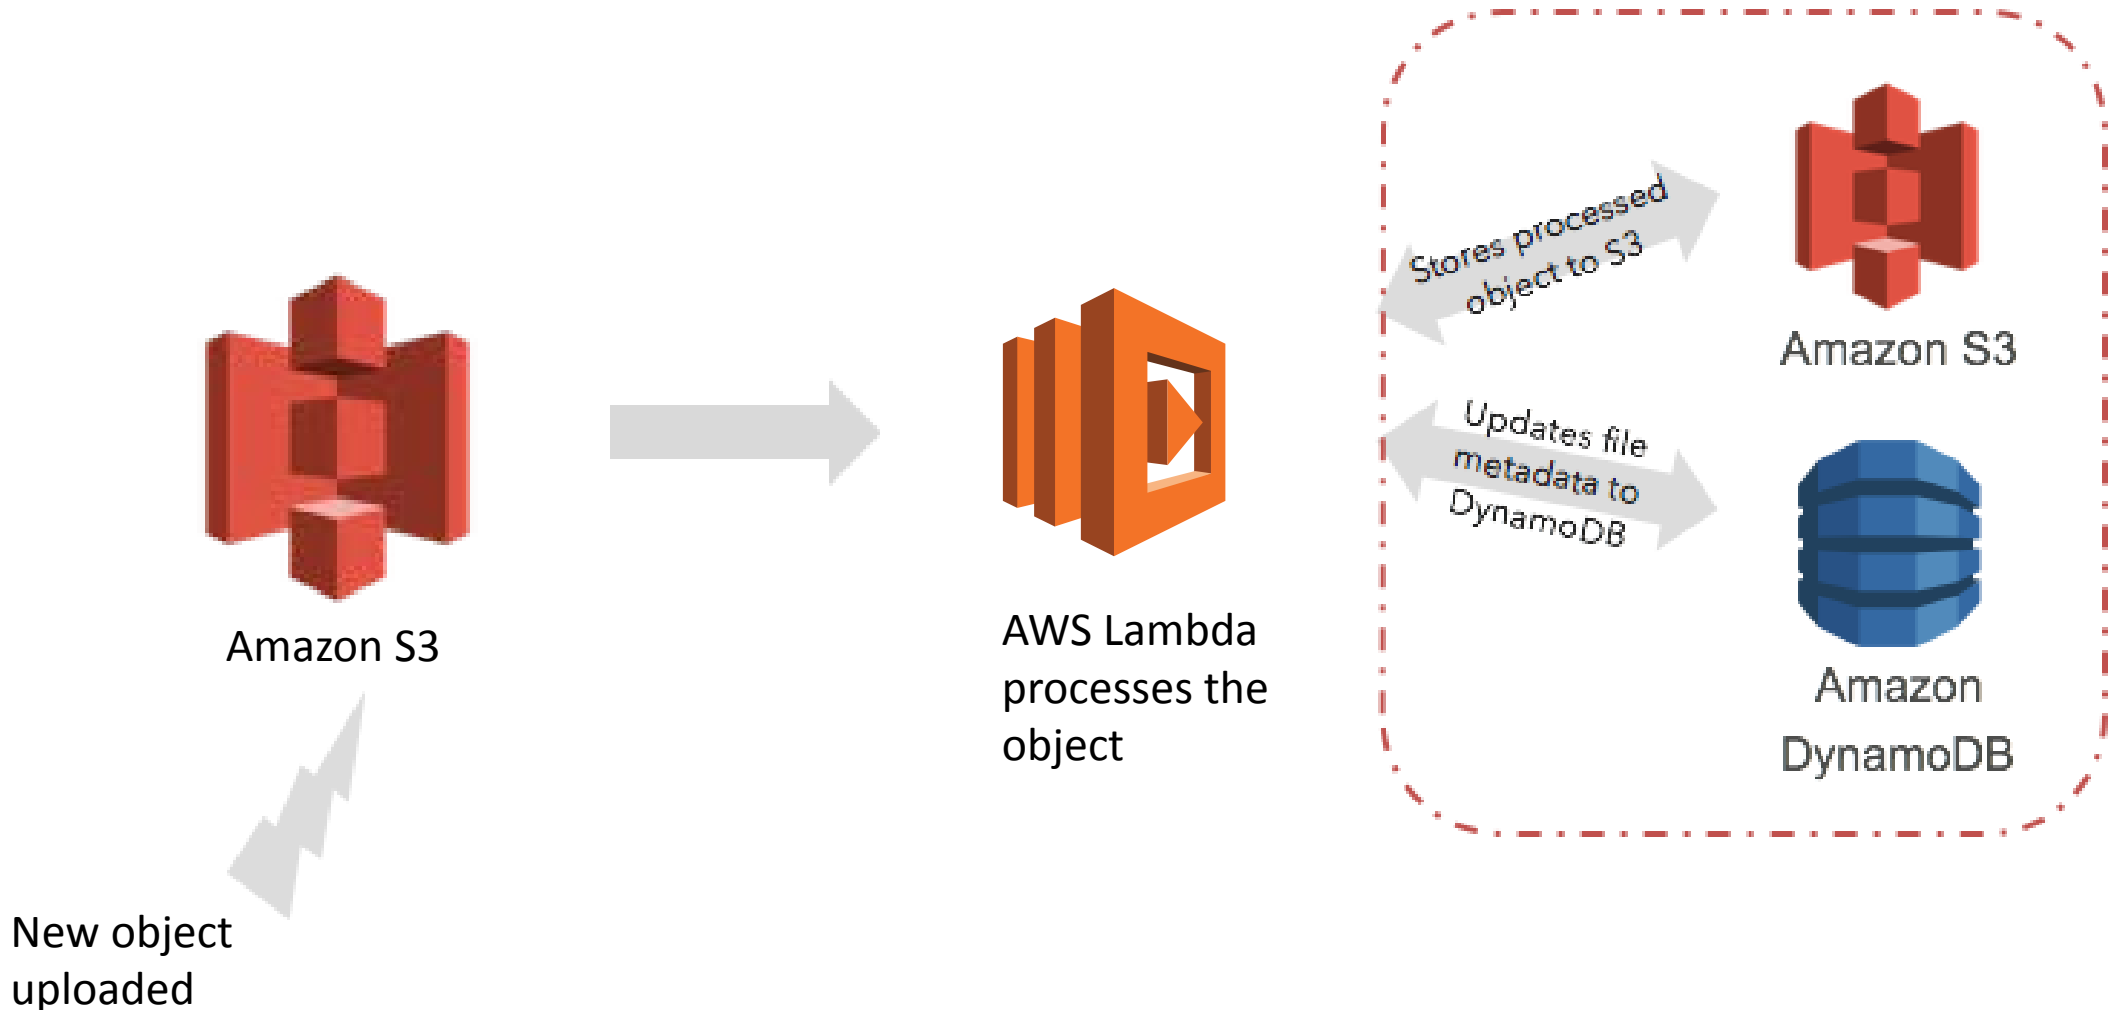 Amazon S3
New object
uploaded
AWS Lambda
processes the
object
Stores processed
object to S3
Amazon S3
Updates file
metadata to
DynamoDB
Amazon
DynamoDB